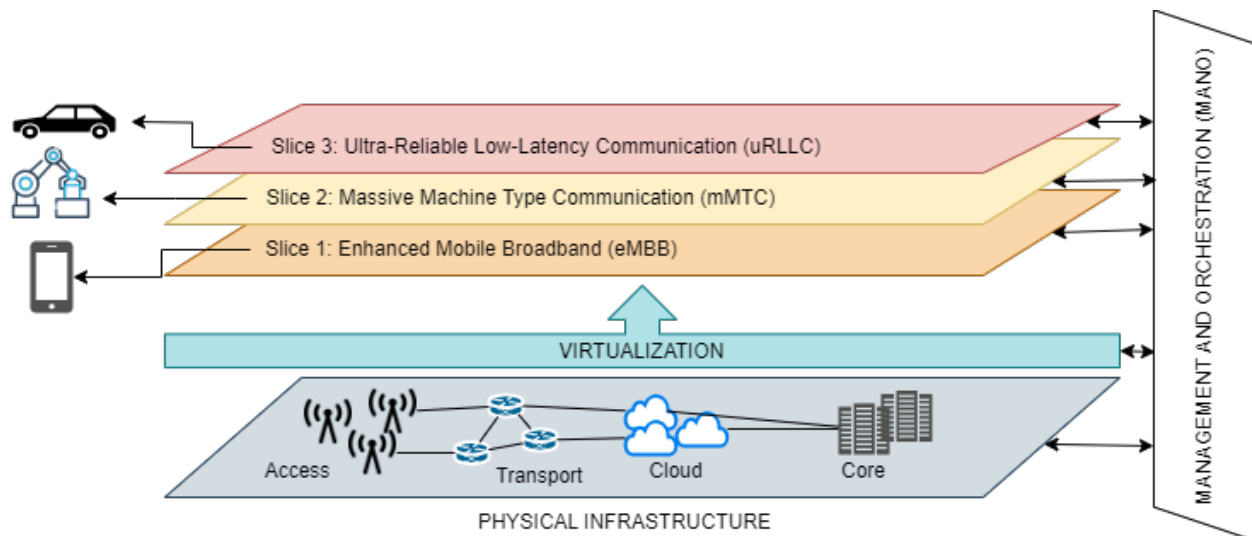 Slice 3: Ultra-Reliable Low-Latency Communication (uRLLC)
Slice 2: Massive Machine Type Communication (mMTC)
Slice 1: Enhanced Mobile Broadband (eMBB)
VIRTUALIZATION
Access
Transport
Cloud
Core
PHYSICAL INFRASTRUCTURE
MANAGEMENT AND ORCHESTRATION (MANO)